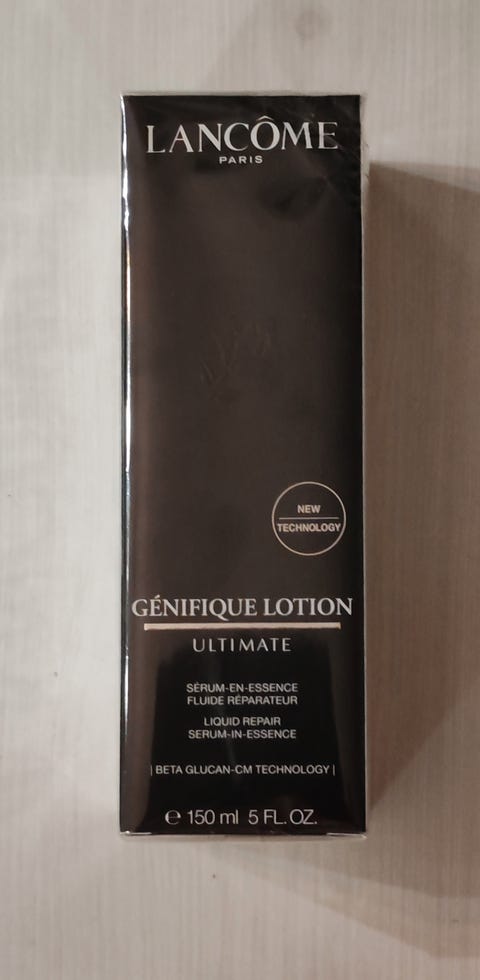 LANCÔME
PARIS
NEW
TECHNOLOGY
GÉNIFIQUE LOTION
ULTIMATE
SÉRUM-EN-ESSENCE
FLUIDE RÉPARATEUR
LIQUID REPAIR
SERUM-IN-ESSENCE
| BETA GLUCAN-CM TECHNOLOGY |
℮ 150 ml 5 FL.OZ.